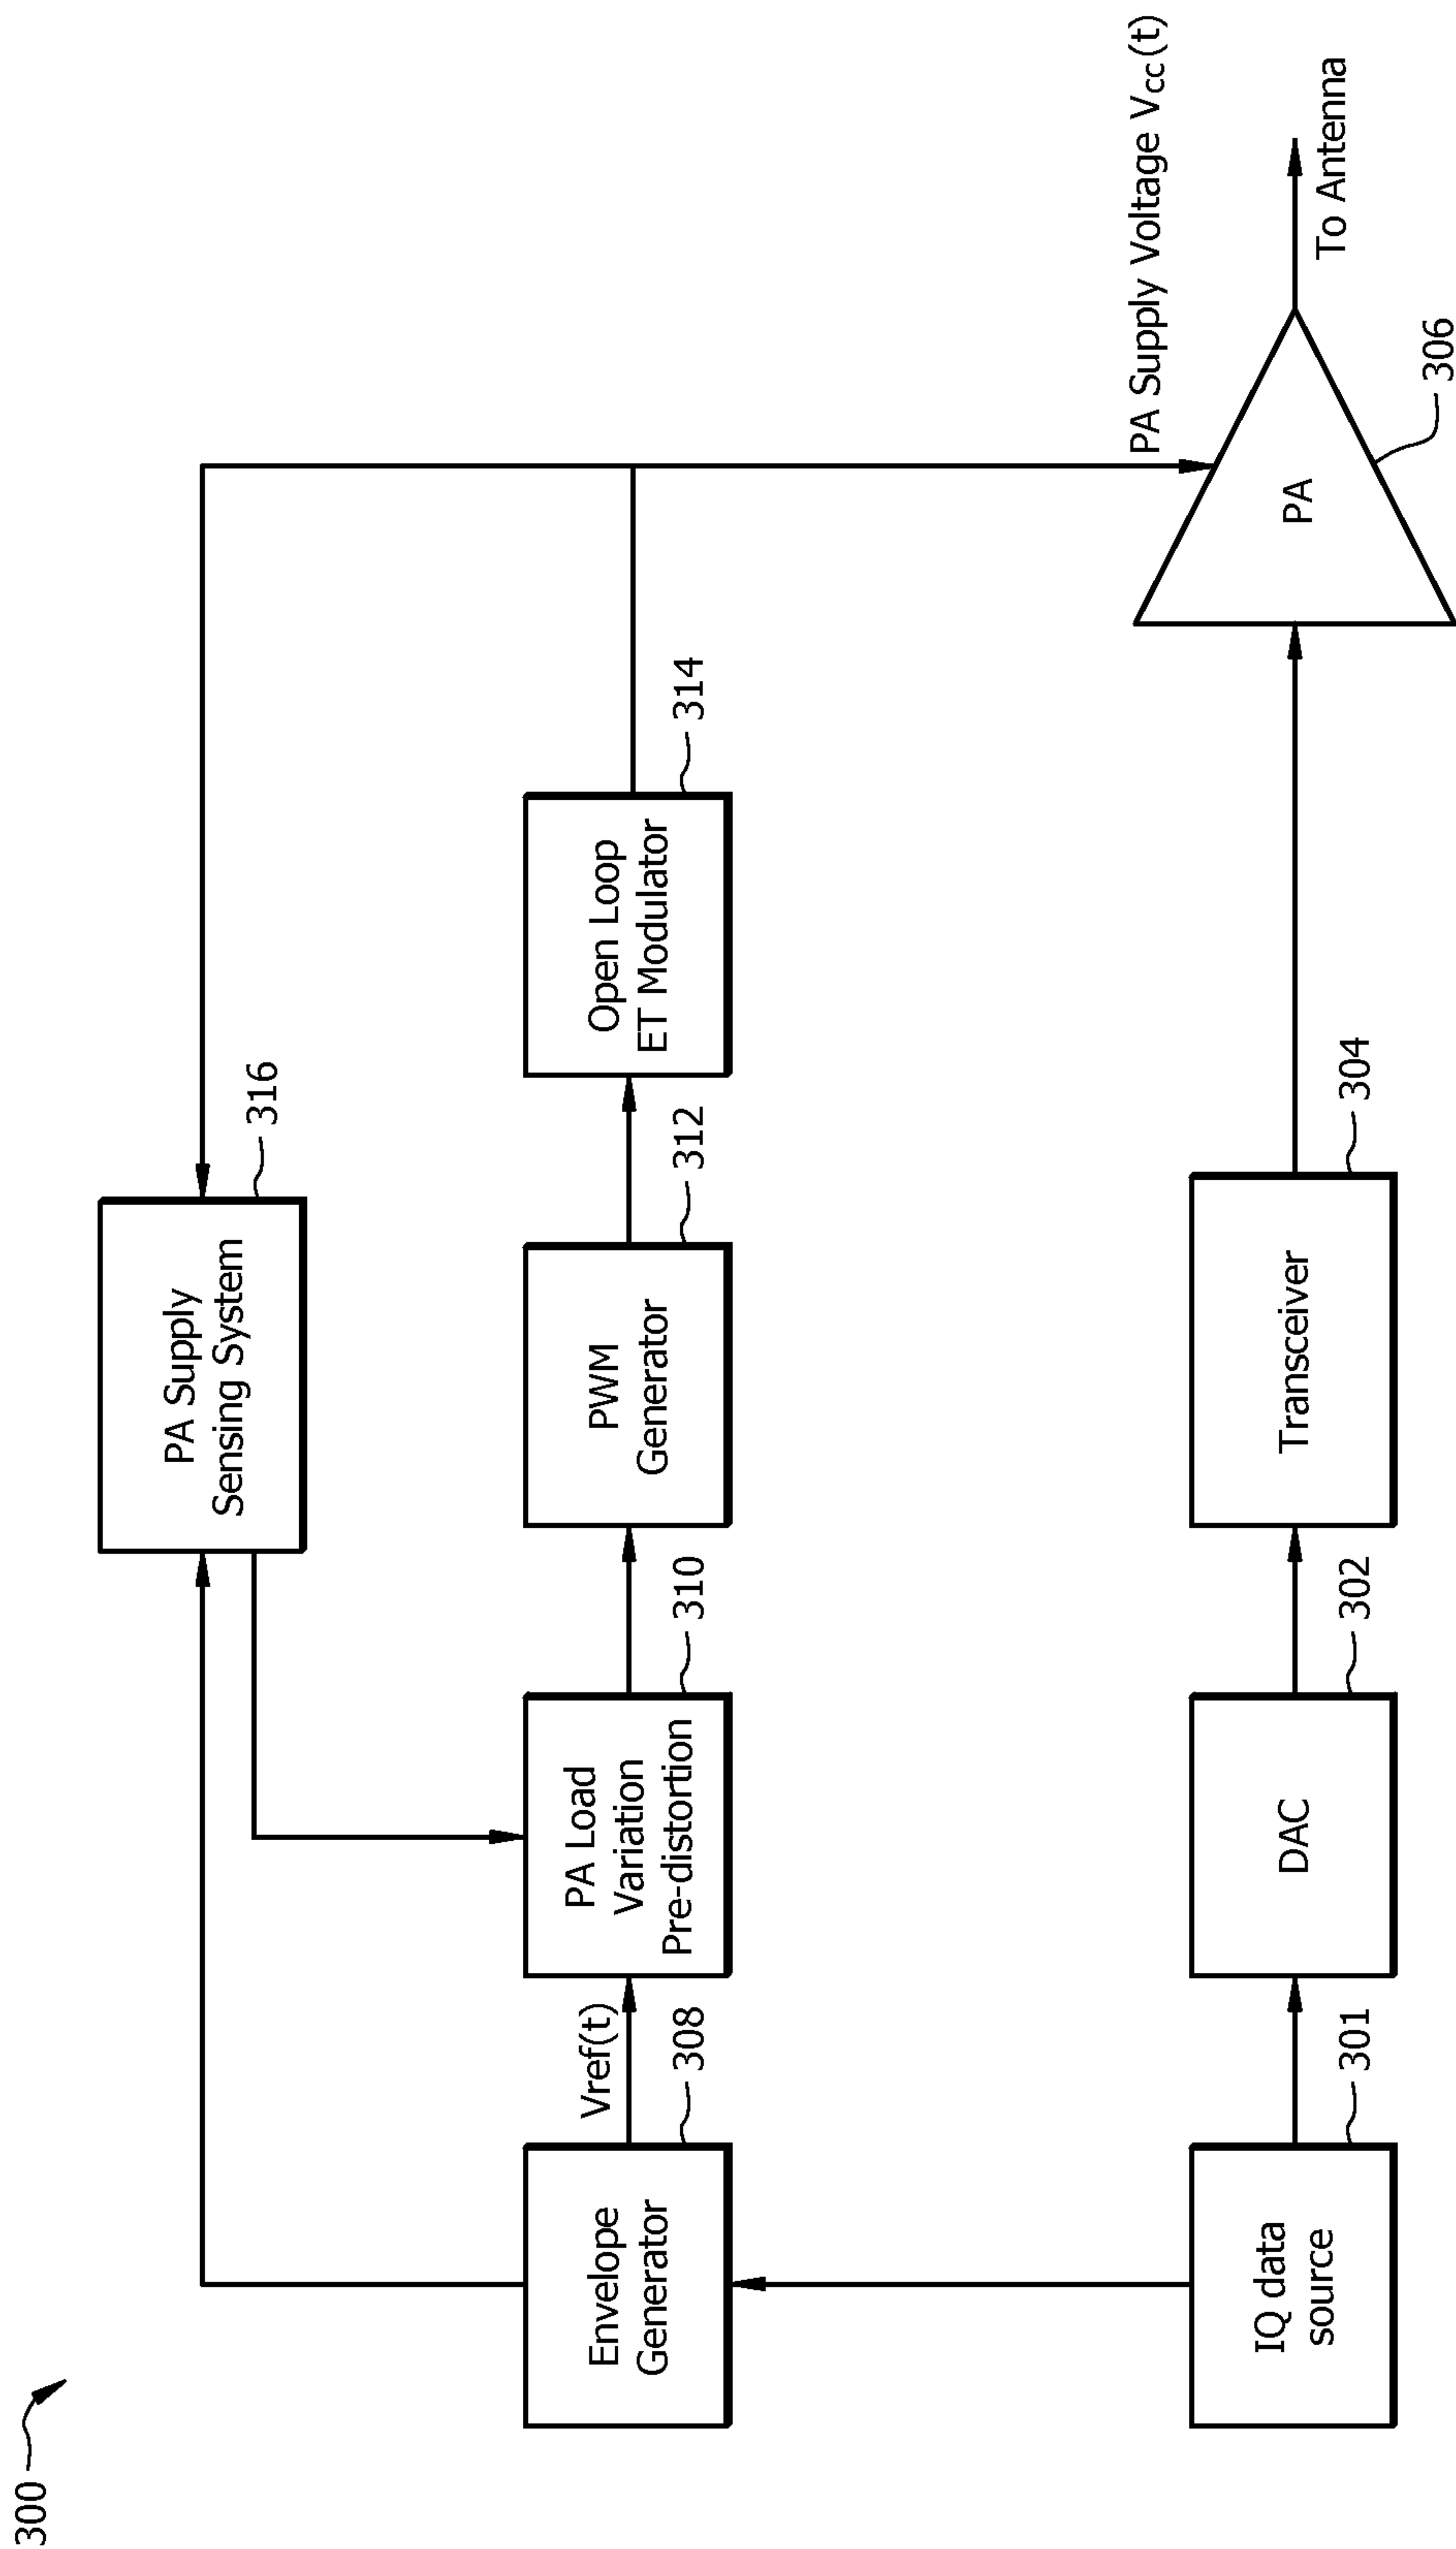 300
PA Supply
Sensing System
316
Envelope
Generator
308
Vref(t)
PA Load
Variation
Pre-distortion
310
PWM
Generator
312
Open Loop
ET Modulator
314
PA Supply Voltage Vcc(t)
IQ data
source
301
DAC
302
Transceiver
304
PA
306
To Antenna